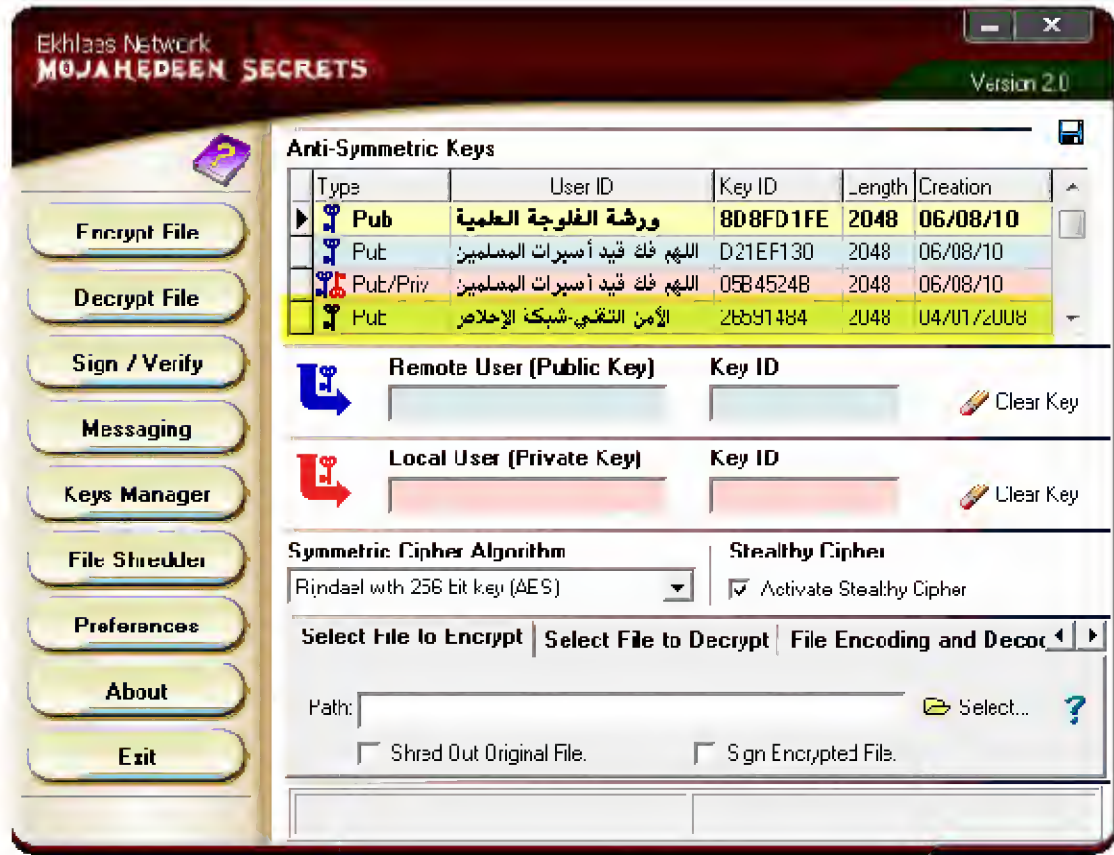 Ekhlaas Network
MOJAHEDEEN SECRETS
Version 2.0
Anti-Symmetric Keys
Type User ID Key ID Length Creation
Pub ورشة الفلوجة العلمية 8D8FD1FE 2048 06/08/10
Pub اللهم فك قيد أسيرات المسلمين D21EF130 2048 06/08/10
Pub/Priv اللهم فك قيد أسيرات المسلمين 05B4524B 2048 06/08/10
Pub الأمن التقني-شبكة الإخلاص 26591484 2048 04/01/2008
Encrypt File
Decrypt File
Sign / Verify
Messaging
Keys Manager
File Shredder
Preferences
About
Exit
Remote User (Public Key) Key ID
Clear Key
Local User (Private Key) Key ID
Clear Key
Symmetric Cipher Algorithm
Rijndael with 256 bit key (AES)
Stealthy Cipher
Activate Stealthy Cipher
Select File to Encrypt Select File to Decrypt File Encoding and Decoc
Path: Select... ?
Shred Out Original File. Sign Encrypted File.